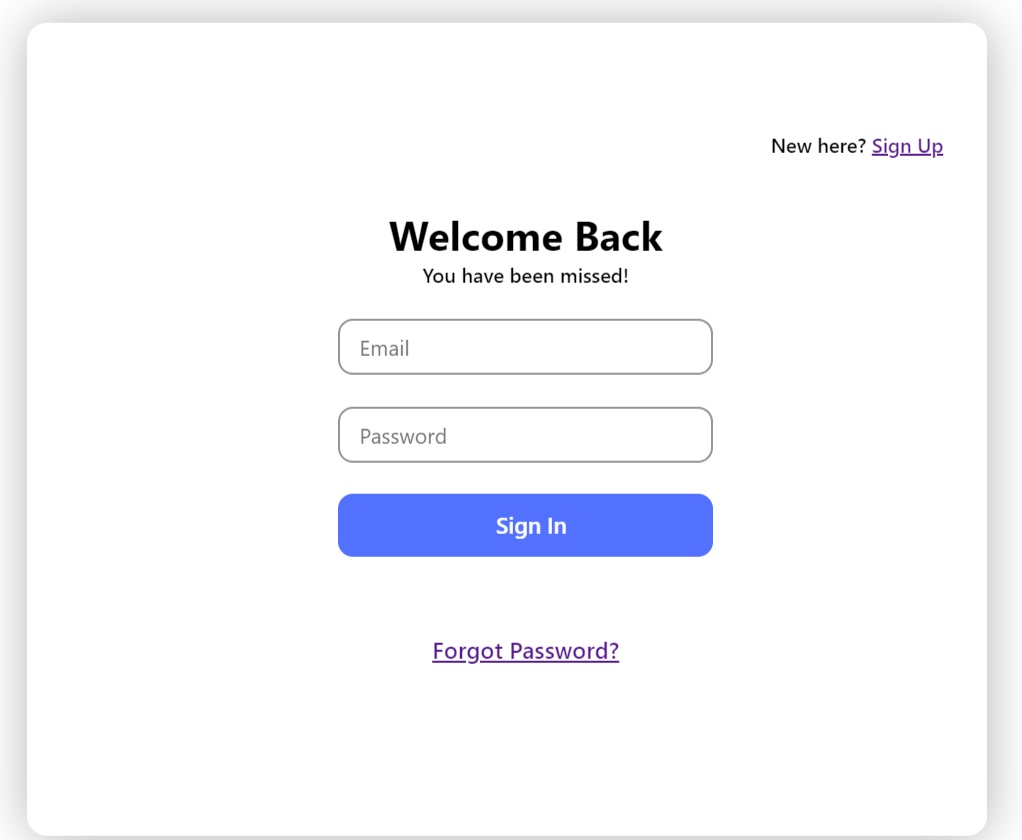 New here? Sign Up
Welcome Back
You have been missed!
Email
Password
Sign In
Forgot Password?